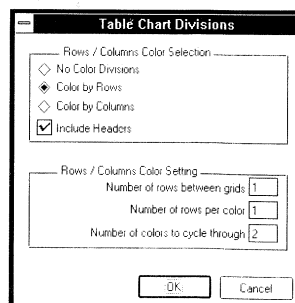 Table Chart Divisions
Rows / Columns Color Selection
No Color Divisions
Color by Rows
Color by Columns
Include Headers
Rows / Columns Color Setting
Number of rows between grids 1
Number of rows per color 1
Number of colors to cycle through 2
OK Cancel